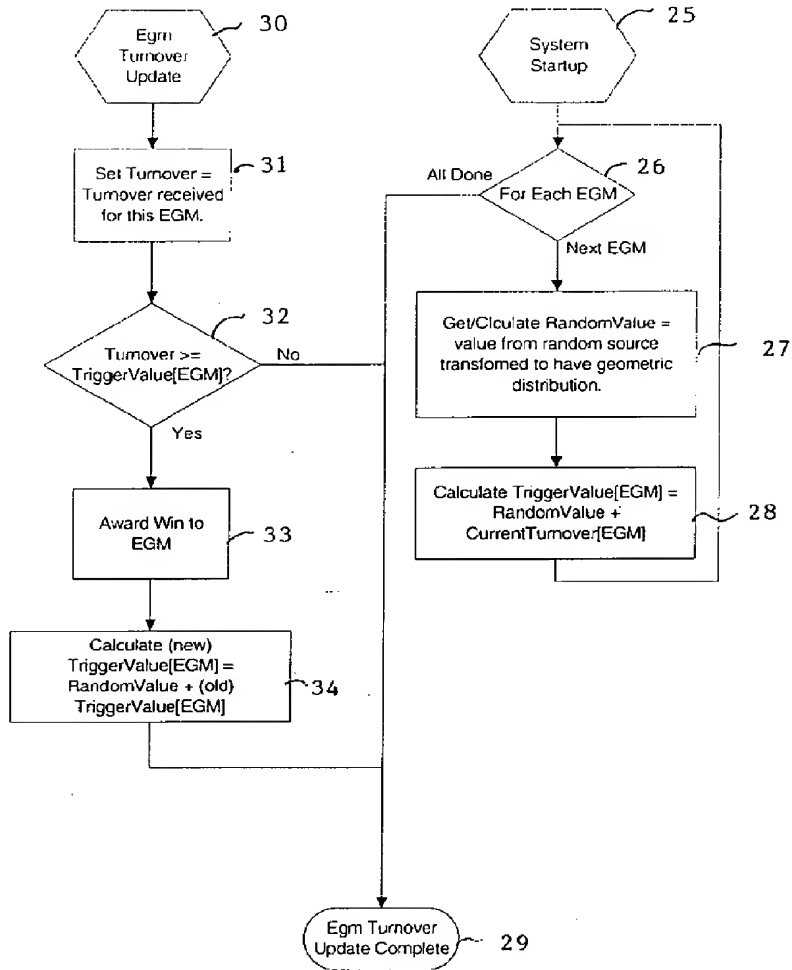 Egm
Turnover
Update
30
Set Turnover =
Turnover received
for this EGM.
31
Turnover >=
TriggerValue[EGM]?
32
No
Yes
Award Win to
EGM
33
Calculate (new)
TriggerValue[EGM] =
RandomValue + (old)
TriggerValue[EGM]
34
System
Startup
25
All Done
For Each EGM
26
Next EGM
Get/Clculate RandomValue =
value from random source
transfomed to have geometric
distribution.
27
Calculate TriggerValue[EGM] =
RandomValue +
CurrentTurnover[EGM]
28
Egm Turnover
Update Complete
29